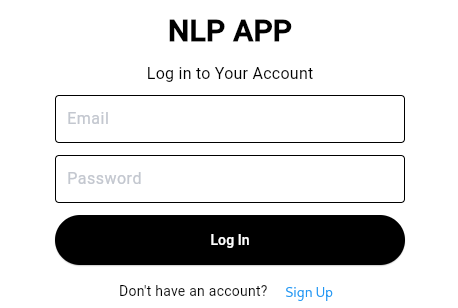 NLP APP
Log in to Your Account
Email
Password
Log In
Don't have an account? Sign Up